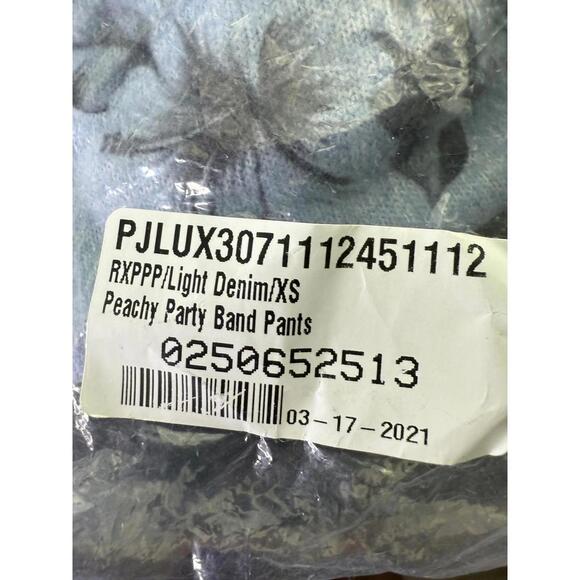 PJLUX3071112451112
RXPPP/Light Denim/XS
Peachy Party Band Pants
0250652513
03-17-2021